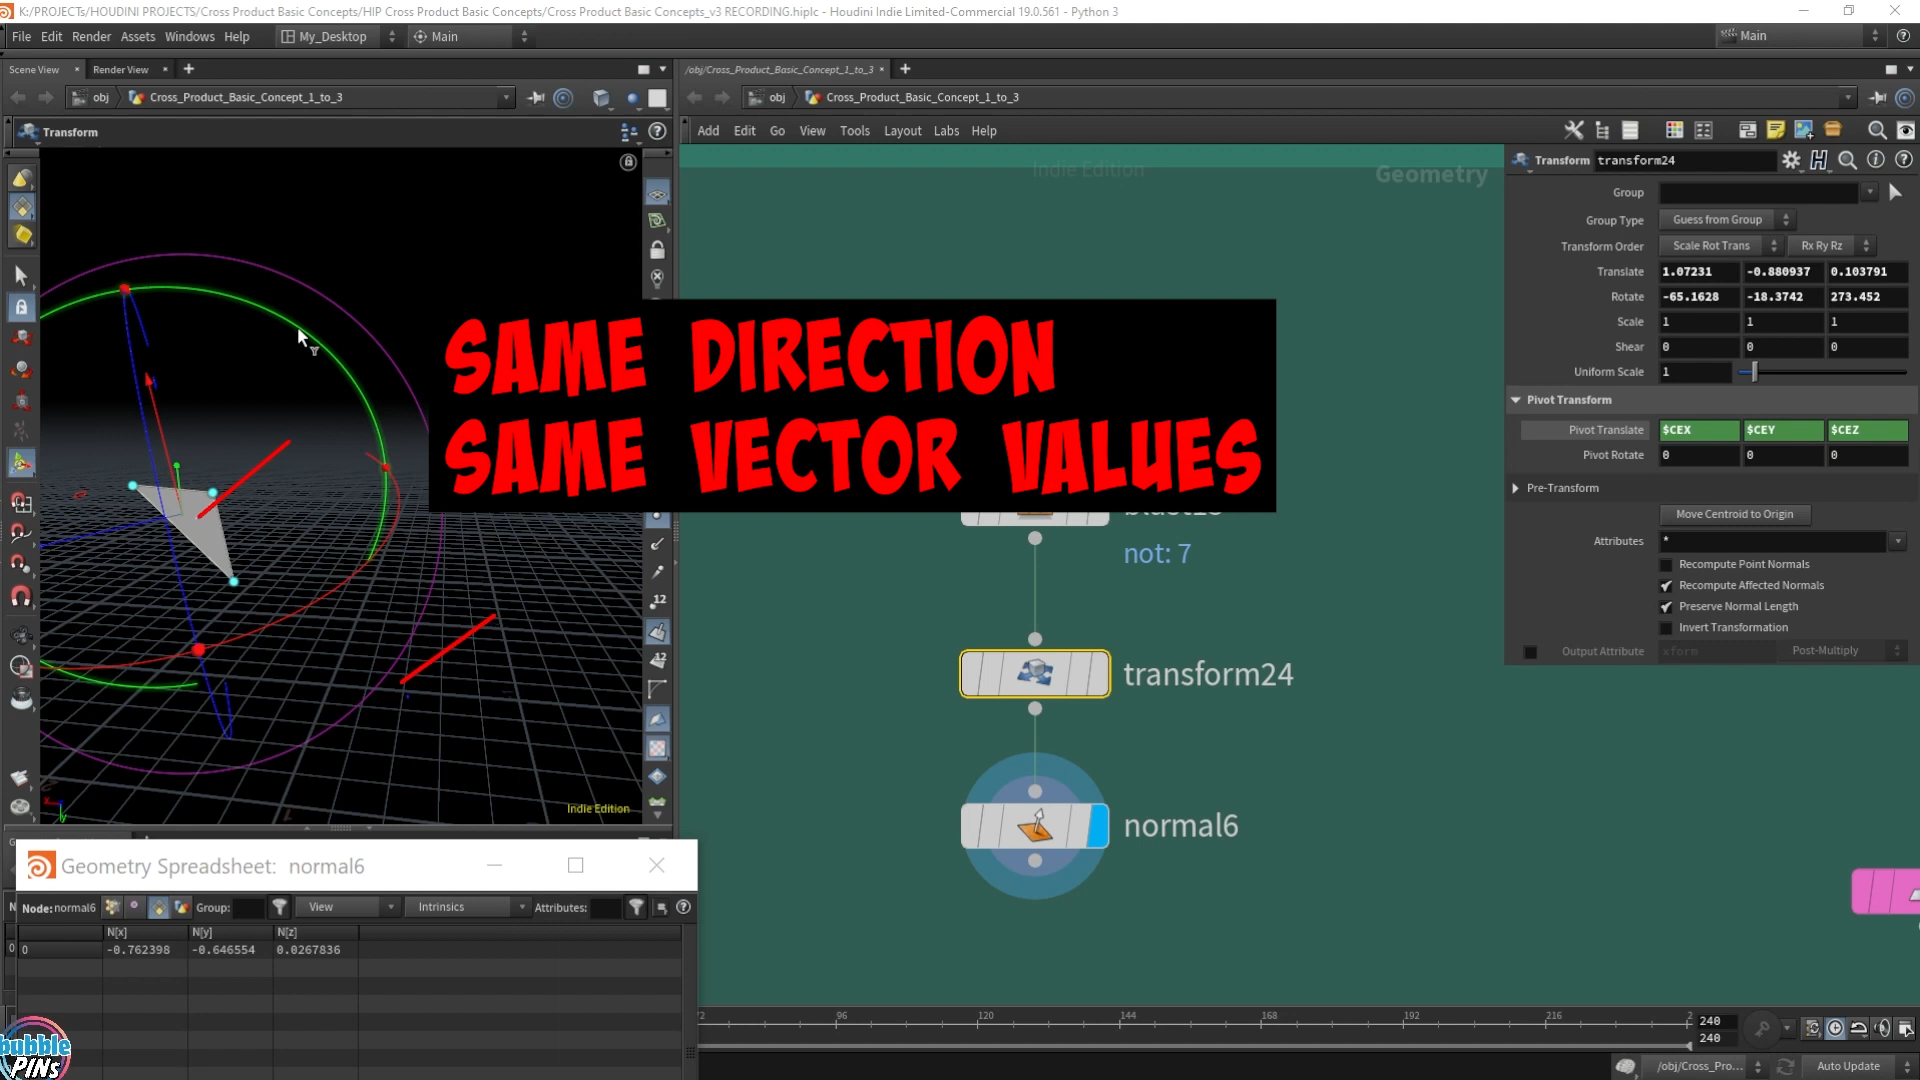 K:/PROJECTs/HOUDINI PROJECTS/Cross Product Basic Concepts/HIP Cross Product Basic Concepts/Cross Product Basic Concepts_v3 RECORDING.hiplc - Houdini Indie Limited-Commercial 19.0.561 - Python 3
File Edit Render Assets Windows Help My_Desktop Main Main
Scene View Render View /obj/Cross_Product_Basic_Concept_1_to_3
obj Cross_Product_Basic_Concept_1_to_3 obj Cross_Product_Basic_Concept_1_to_3
Transform
Add Edit Go View Tools Layout Labs Help
Indie Edition
Geometry
Transform transform24
Group
Group Type Guess from Group
Transform Order Scale Rot Trans Rx Ry Rz
Translate 1.07231 -0.880937 0.103791
Rotate -65.1628 -18.3742 273.452
Scale 1 1 1
Shear 0 0 0
Uniform Scale 1
Pivot Transform
Pivot Translate $CEX $CEY $CEZ
Pivot Rotate 0 0 0
Pre-Transform
Move Centroid to Origin
Attributes *
Recompute Point Normals
Recompute Affected Normals
Preserve Normal Length
Invert Transformation
Output Attribute xform Post-Multiply
SAME DIRECTION
SAME VECTOR VALUES
not: 7
transform24
normal6
12
12
Indie Edition
Geometry Spreadsheet: normal6
Node: normal6 Group: View Intrinsics Attributes:
N[x] N[y] N[z]
0 -0.762398 -0.646554 0.0267836
bubble
PiNs
96 120 144 168 192 216 2
240
240
/obj/Cross_Pro... Auto Update